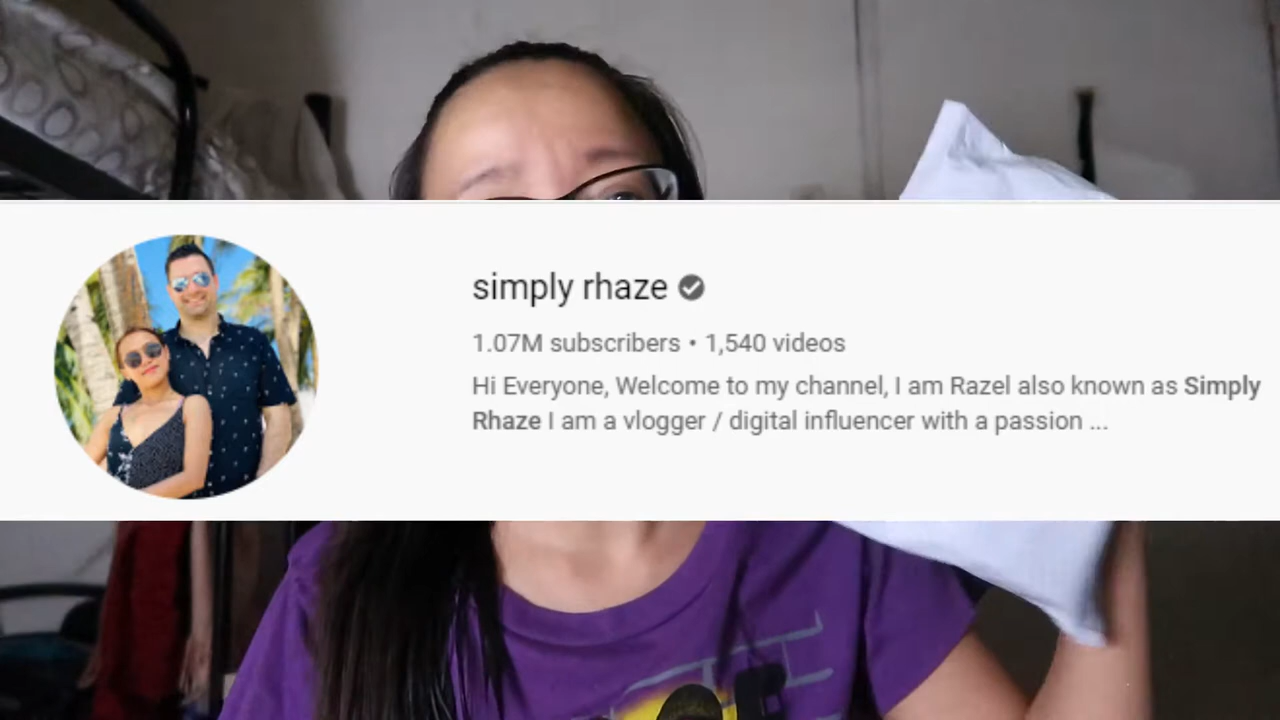 simply rhaze
1.07M subscribers • 1,540 videos
Hi Everyone, Welcome to my channel, I am Razel also known as Simply
Rhaze I am a vlogger / digital influencer with a passion ...